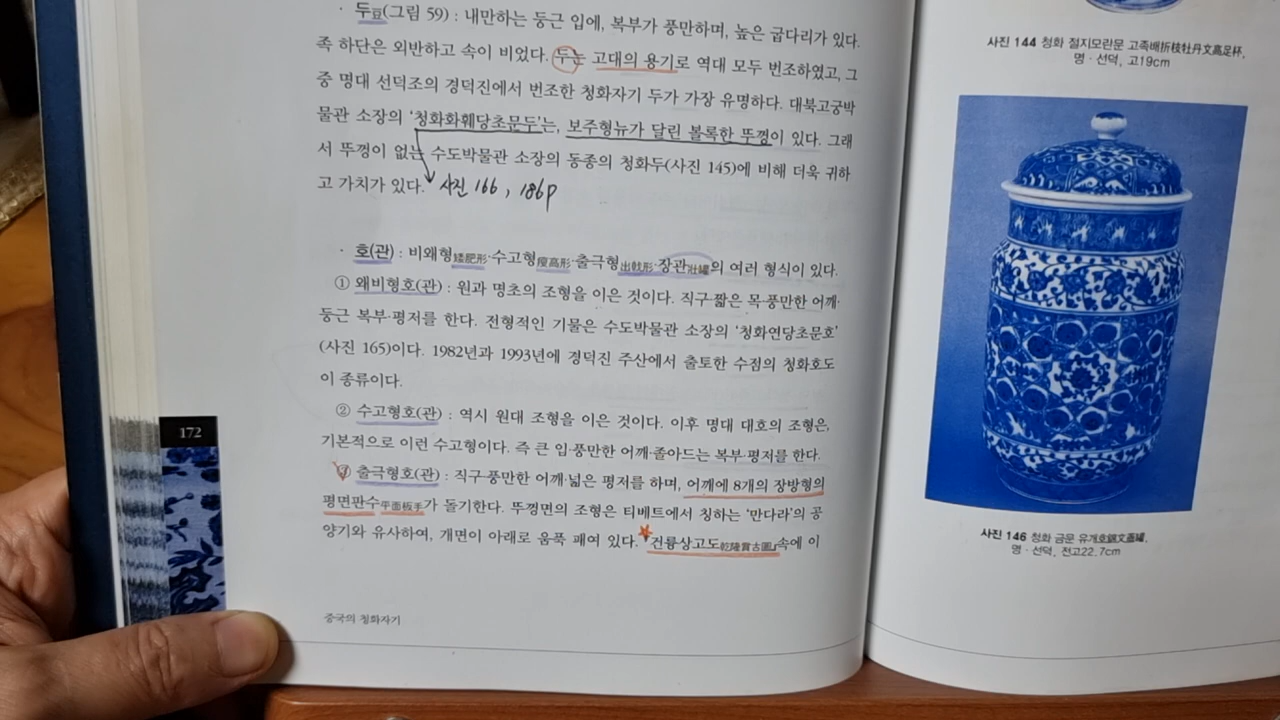 · 두豆(그림 59) : 내만하는 둥근 입에, 복부가 풍만하며, 높은 굽다리가 있다.
족 하단은 외반하고 속이 비었다. 두는 고대의 용기로 역대 모두 번조하였고, 그
중 명대 선덕조의 경덕진에서 번조한 청화자기 두가 가장 유명하다. 대북고궁박
물관 소장의 '청화화훼당초문두'는, 보주형뉴가 달린 볼록한 뚜껑이 있다. 그래
서 뚜껑이 없는 수도박물관 소장의 동종의 청화두(사진 145)에 비해 더욱 귀하
고 가치가 있다. 사진 166, 186P
· 호(관) : 비왜형矮肥形·수고형瘦高形·출극형出戟形·장관壯罐의 여러 형식이 있다.
① 왜비형호(관) : 원과 명초의 조형을 이은 것이다. 직구·짧은 목·풍만한 어깨·
둥근 복부·평저를 한다. 전형적인 기물은 수도박물관 소장의 '청화연당초문호'
(사진 165)이다. 1982년과 1993년에 경덕진 주산에서 출토한 수점의 청화호도
이 종류이다.
② 수고형호(관) : 역시 원대 조형을 이은 것이다. 이후 명대 대호의 조형은,
기본적으로 이런 수고형이다. 즉 큰 입·풍만한 어깨·졸아드는 복부·평저를 한다.
출극형호(관) : 직구·풍만한 어깨·넓은 평저를 하며, 어깨에 8개의 장방형의
평면판수平面板手가 돌기한다. 뚜껑면의 조형은 티베트에서 칭하는 '만다라'의 공
양기와 유사하여, 개면이 아래로 움푹 패여 있다. 『건륭상고도乾隆賞古圖』속에 이
172
중국의 청화자기
사진 144 청화 절지모란문 고족배折枝牡丹文高足杯,
명·선덕, 고19cm
사진 146 청화 금문 유개호錦文蓋罐,
명·선덕, 전고22.7cm